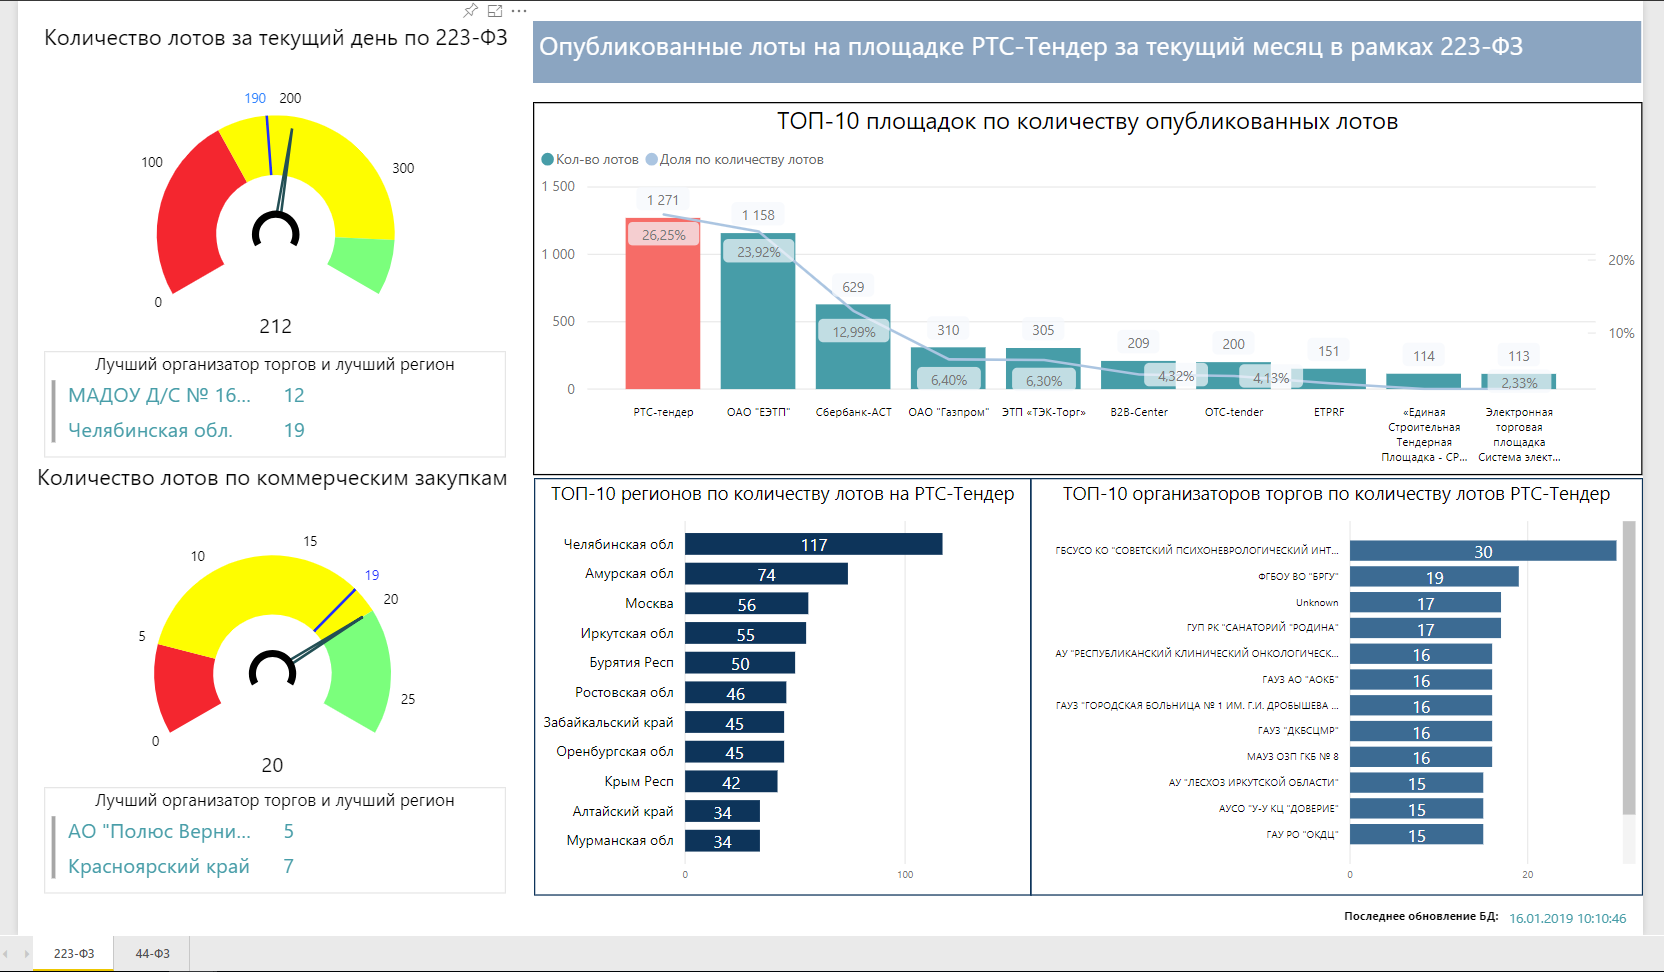 Количество лотов за текущий день по 223-ФЗ
190
200
100
300
0
212
Лучший организатор торгов и лучший регион
МАДОУ Д/С № 16... 12
Челябинская обл. 19
Количество лотов по коммерческим закупкам
15
10
19
20
5
25
0
20
Лучший организатор торгов и лучший регион
АО "Полюс Верни... 5
Красноярский край 7
Опубликованные лоты на площадке РТС-Тендер за текущий месяц в рамках 223-ФЗ
ТОП-10 площадок по количеству опубликованных лотов
Кол-во лотов Доля по количеству лотов
1 500
1 000
500
0
20%
10%
1 271
1 158
629
310
305
209
200
151
114
113
26,25%
23,92%
12,99%
6,40%
6,30%
4,32%
4,13%
2,33%
РТС-тендер
ОАО "ЕЭТП"
Сбербанк-АСТ
ОАО "Газпром"
ЭТП «ТЭК-Торг»
B2B-Center
OTC-tender
ETPRF
«Единая
Строительная
Тендерная
Площадка - СР...
Электронная
торговая
площадка
Система элект...
ТОП-10 регионов по количеству лотов на РТС-Тендер
Челябинская обл 117
Амурская обл 74
Москва 56
Иркутская обл 55
Бурятия Респ 50
Ростовская обл 46
Забайкальский край 45
Оренбургская обл 45
Крым Респ 42
Алтайский край 34
Мурманская обл 34
0 100
ТОП-10 организаторов торгов по количеству лотов РТС-Тендер
ГБСУСО КО "СОВЕТСКИЙ ПСИХОНЕВРОЛОГИЧЕСКИЙ ИНТ... 30
ФГБОУ ВО "БРГУ" 19
Unknown 17
ГУП РК "САНАТОРИЙ "РОДИНА" 17
АУ "РЕСПУБЛИКАНСКИЙ КЛИНИЧЕСКИЙ ОНКОЛОГИЧЕСК... 16
ГАУЗ АО "АОКБ" 16
ГАУЗ "ГОРОДСКАЯ БОЛЬНИЦА № 1 ИМ. Г.И. ДРОБЫШЕВА ... 16
ГАУЗ "ДКБСЦМР" 16
МАУЗ ОЗП ГКБ № 8 16
АУ "ЛЕСХОЗ ИРКУТСКОЙ ОБЛАСТИ" 15
АУСО "У-У КЦ "ДОВЕРИЕ" 15
ГАУ РО "ОКДЦ" 15
0 20
Последнее обновление БД: 16.01.2019 10:10:46
223-ФЗ 44-ФЗ